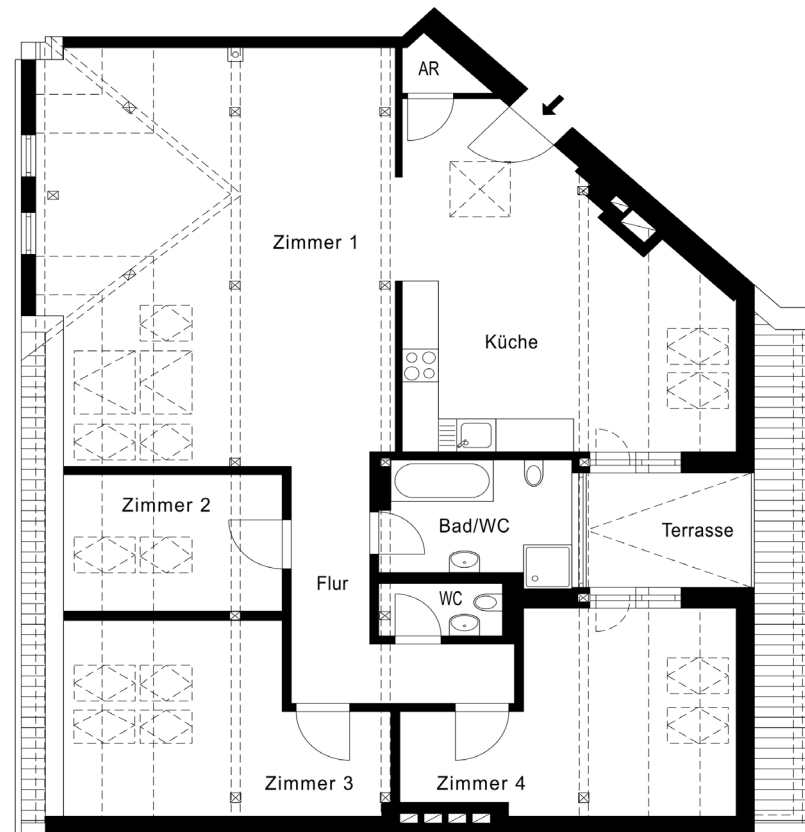 AR
Zimmer 1
Küche
Zimmer 2
Bad/WC
Terrasse
Flur
WC
Zimmer 3
Zimmer 4